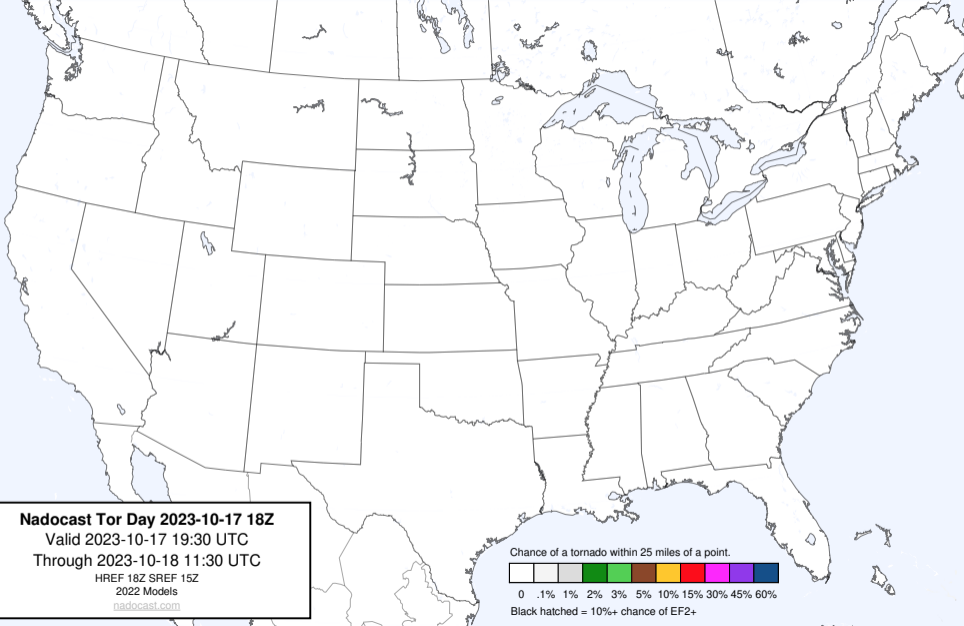 Nadocast Tor Day 2023-10-17 18Z
Valid 2023-10-17 19:30 UTC
Through 2023-10-18 11:30 UTC
HREF 18Z SREF 15Z
2022 Models
nadocast.com
Chance of a tornado within 25 miles of a point.
0 .1% 1% 2% 3% 5% 10% 15% 30% 45% 60%
Black hatched = 10%+ chance of EF2+